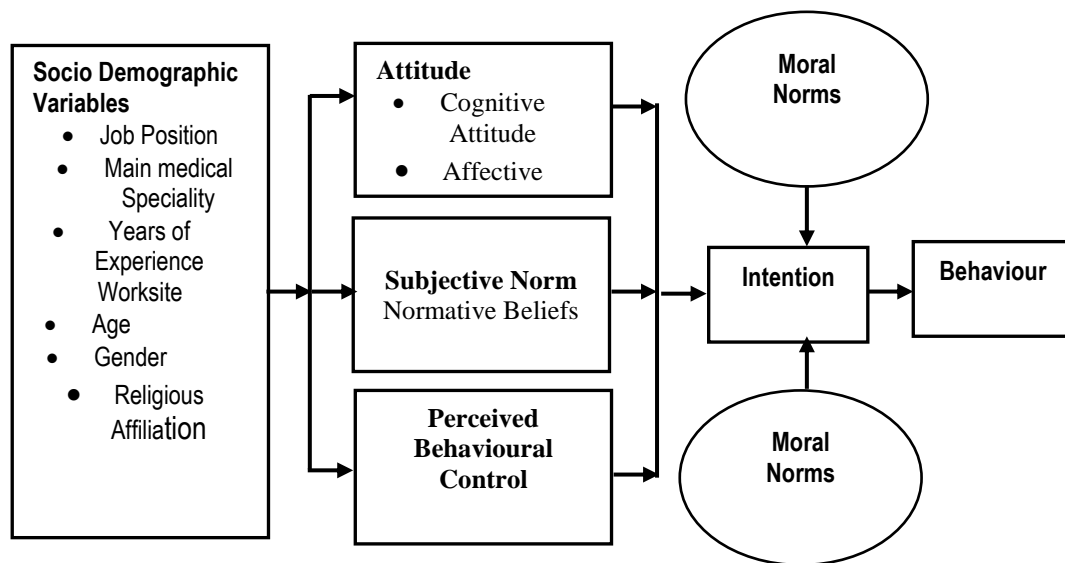 Socio Demographic
Variables
• Job Position
• Main medical
Speciality
• Years of
Experience
Worksite
• Age
• Gender
• Religious
Affiliation
Attitude
• Cognitive
Attitude
• Affective
Subjective Norm
Normative Beliefs
Perceived
Behavioural
Control
Moral
Norms
Intention
Behaviour
Moral
Norms